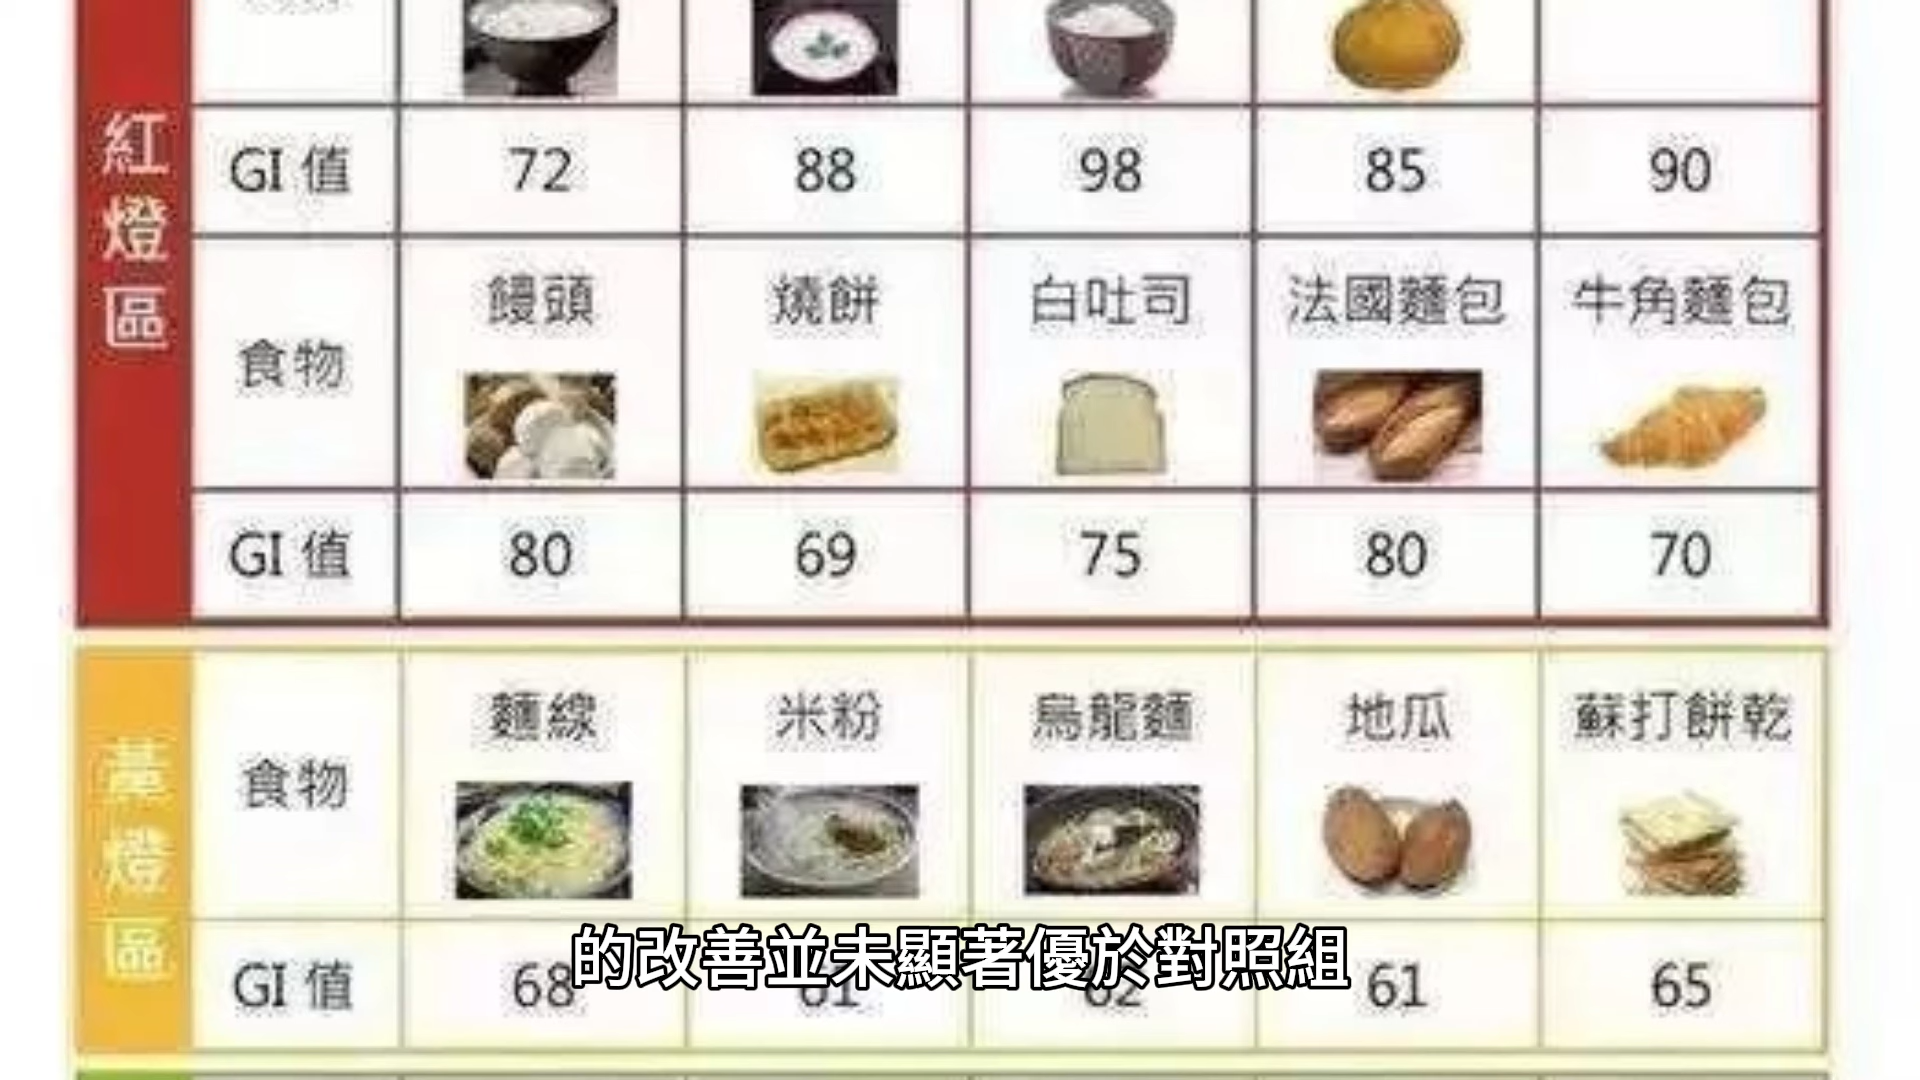 紅燈區
GI 值 72 88 98 85 90
食物 饅頭 燒餅 白吐司 法國麵包 牛角麵包
GI 值 80 69 75 80 70
黃燈區
食物 麵線 米粉 烏龍麵 地瓜 蘇打餅乾
GI 值 68 61 62 61 65
的改善並未顯著優於對照組